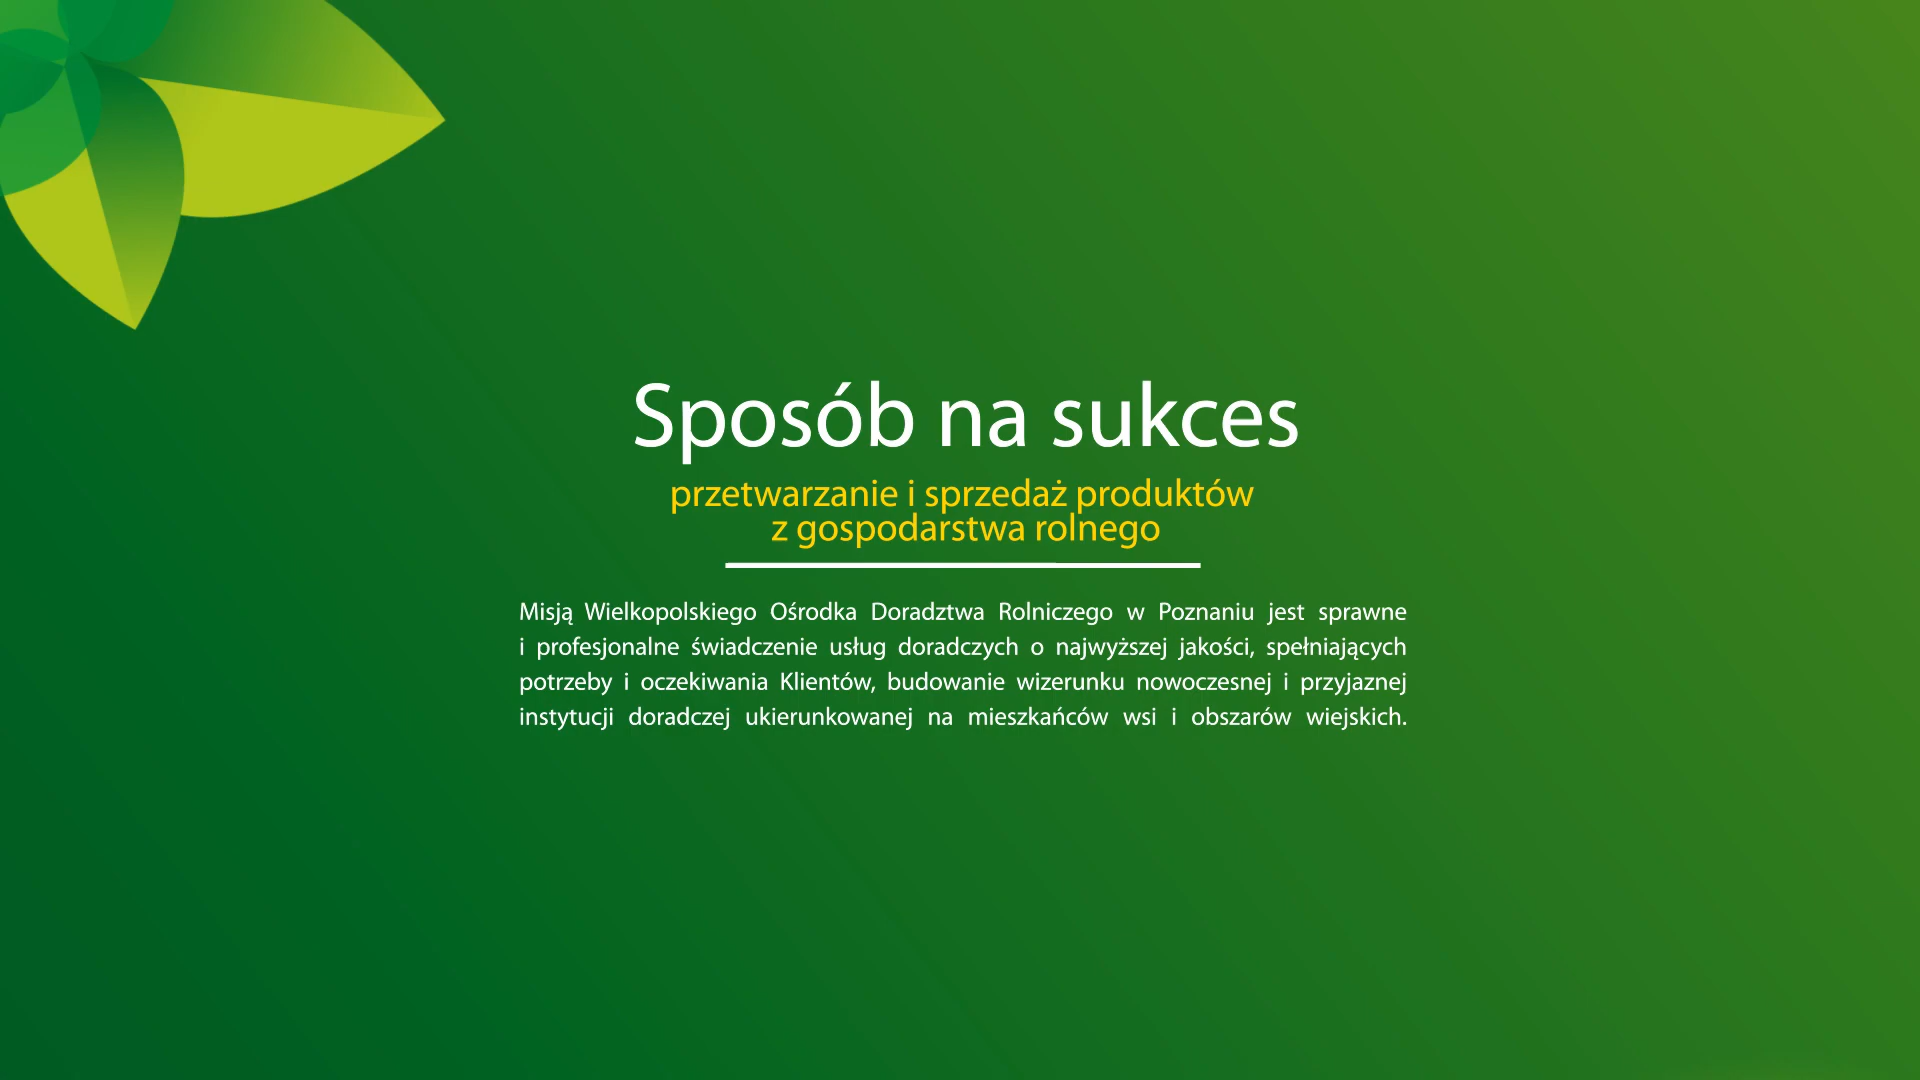 Sposób na sukces
przetwarzanie i sprzedaż produktów
z gospodarstwa rolnego
Misją Wielkopolskiego Ośrodka Doradztwa Rolniczego w Poznaniu jest sprawne
i profesjonalne świadczenie usług doradczych o najwyższej jakości, spełniających
potrzeby i oczekiwania Klientów, budowanie wizerunku nowoczesnej i przyjaznej
instytucji doradczej ukierunkowanej na mieszkańców wsi i obszarów wiejskich.